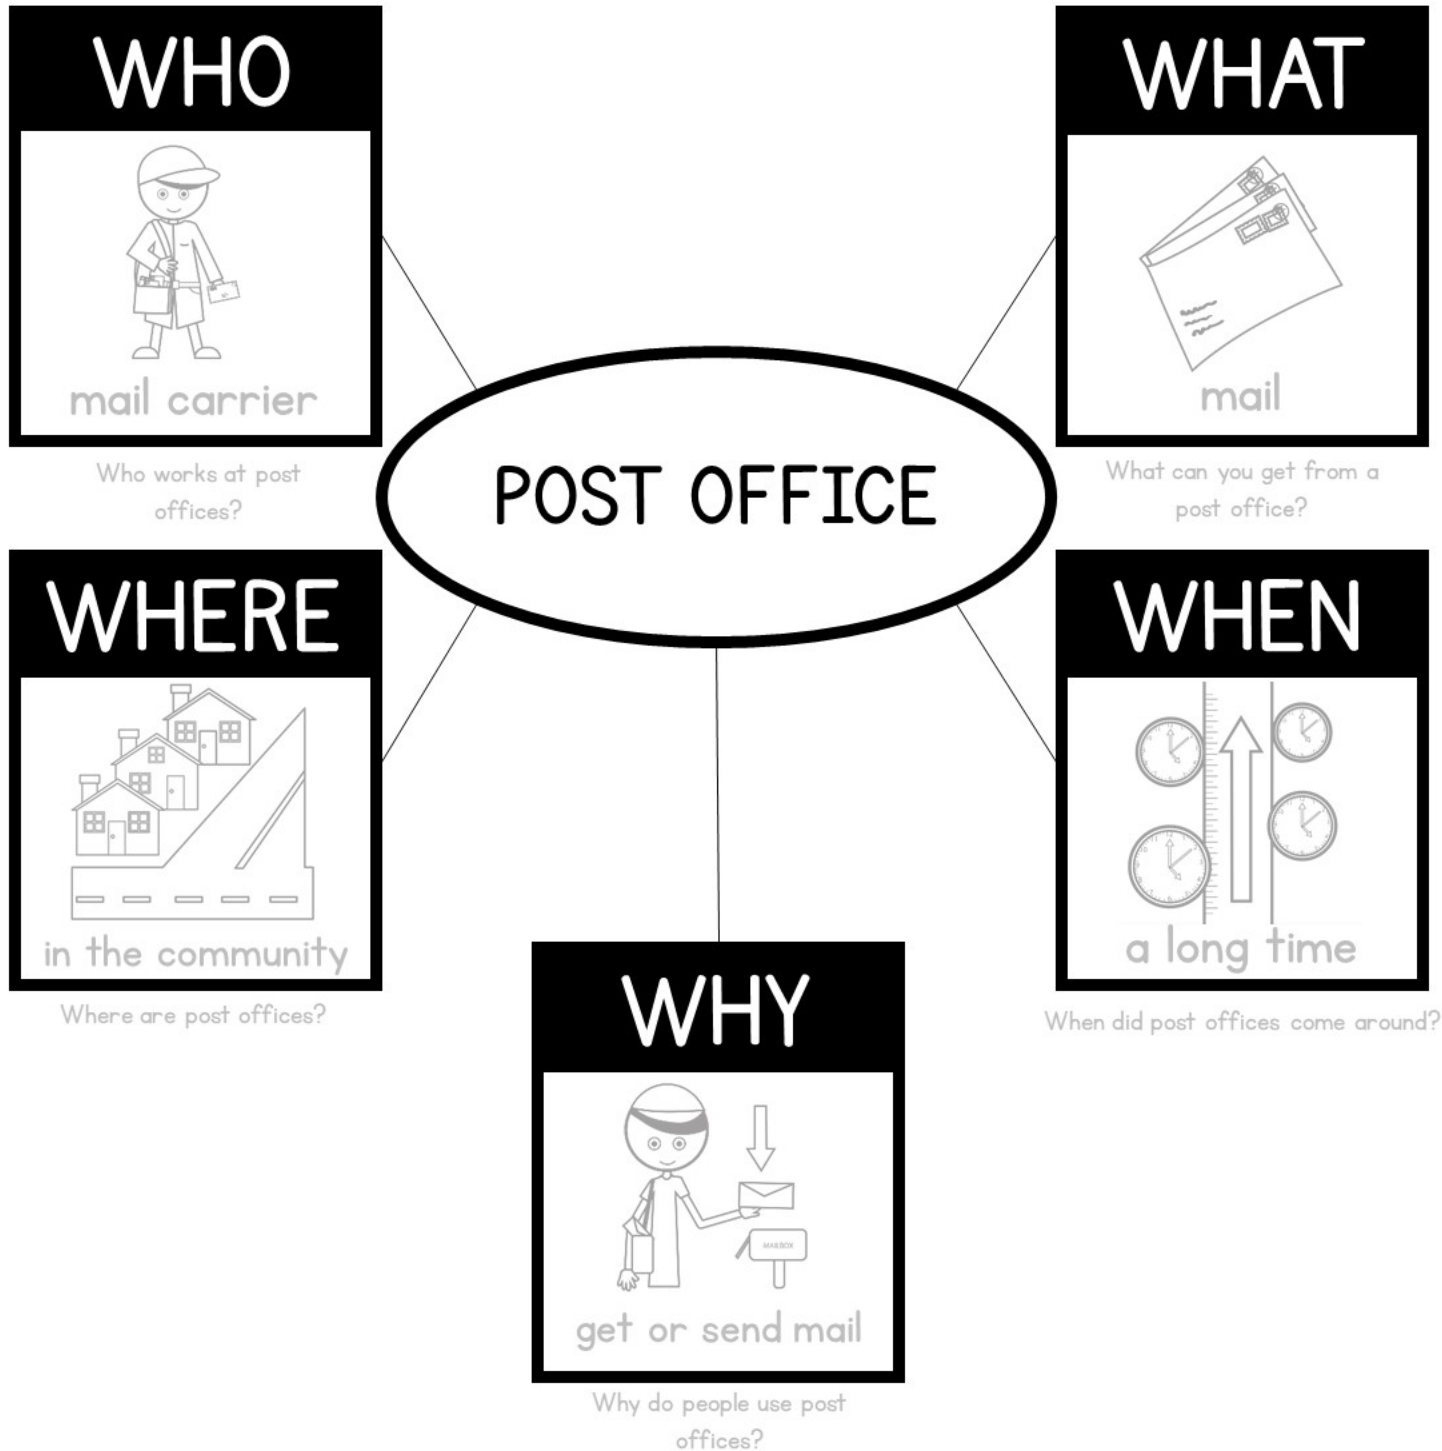 WHO
mail carrier
Who works at post
offices?
WHAT
mail
What can you get from a
post office?
POST OFFICE
WHERE
in the community
Where are post offices?
WHEN
a long time
When did post offices come around?
WHY
MAILBOX
get or send mail
Why do people use post
offices?